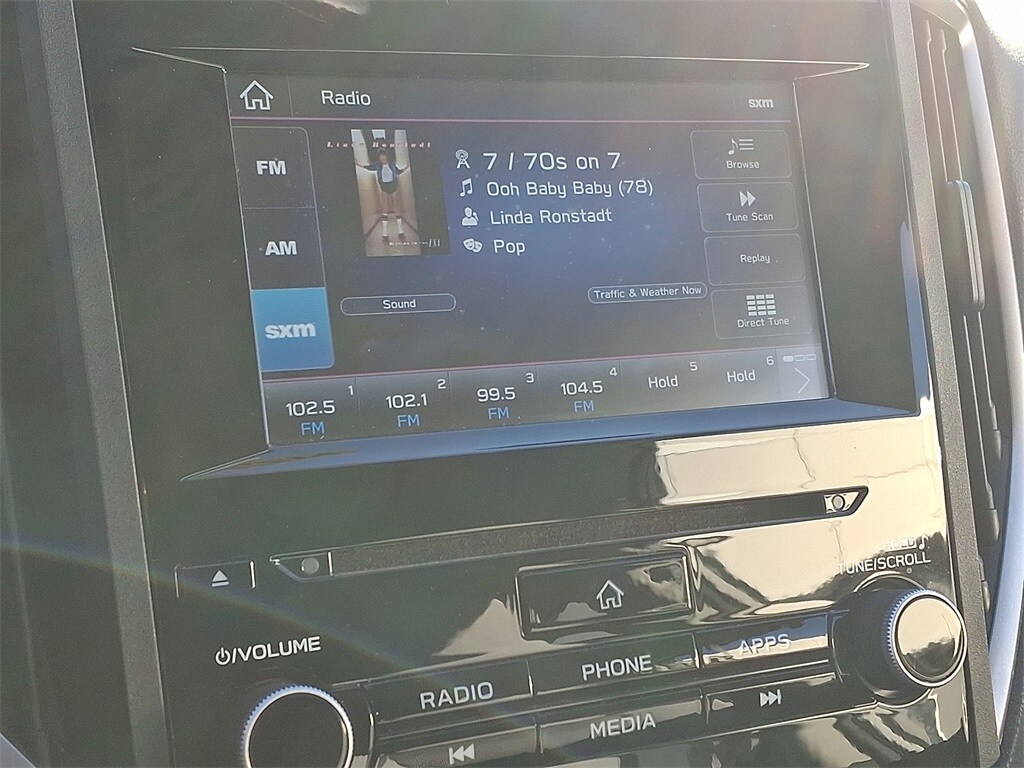 Radio
sxm
FM
AM
sxm
Linda Ronstadt
7 / 70s on 7
Ooh Baby Baby (78)
Linda Ronstadt
Pop
Sound
Traffic & Weather Now
Browse
Tune Scan
Replay
Direct Tune
1
102.5
FM
2
102.1
FM
3
99.5
FM
4
104.5
FM
5
Hold
6
Hold
TUNE/SCROLL
/VOLUME
RADIO
PHONE
APPS
MEDIA